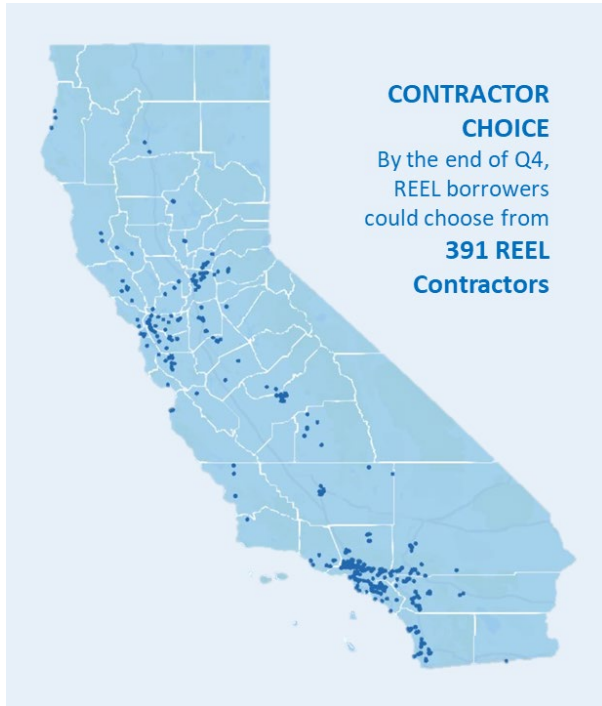 CONTRACTOR
CHOICE
By the end of Q4,
REEL borrowers
could choose from
391 REEL
Contractors